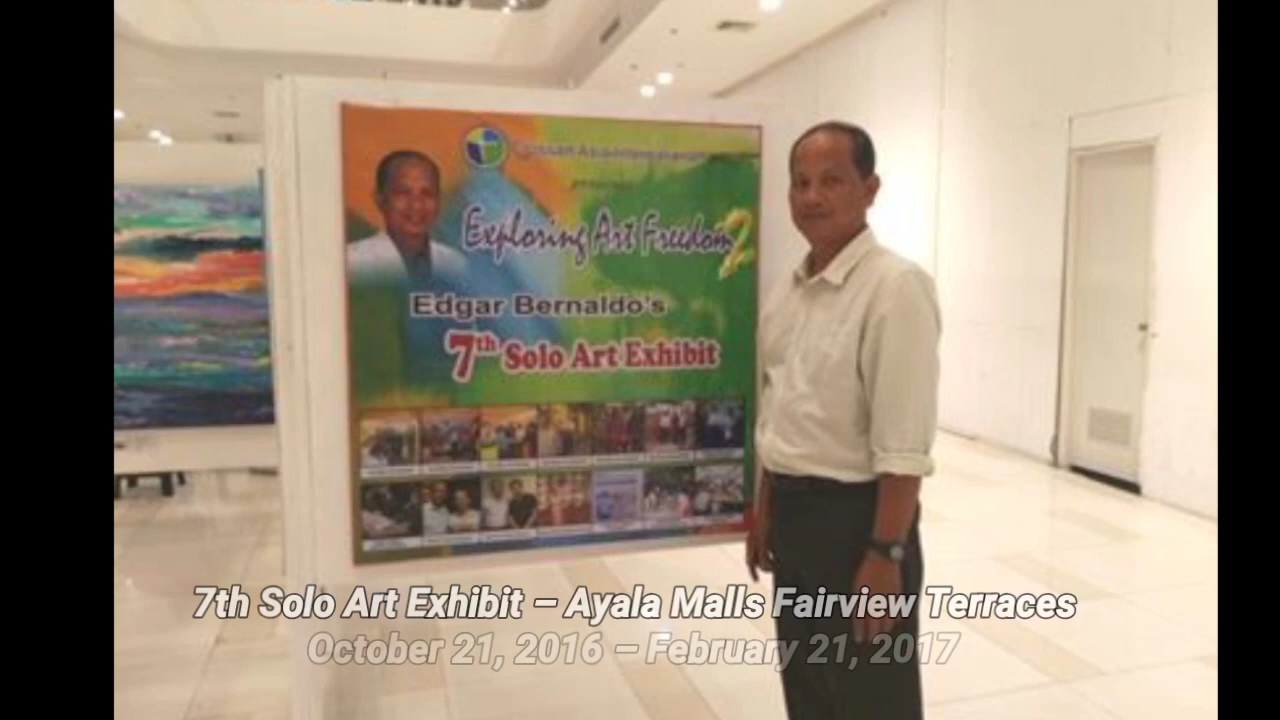 Exploring Art Freedom 2
Edgar Bernaldo's
7th Solo Art Exhibit
7th Solo Art Exhibit – Ayala Malls Fairview Terraces
October 21, 2016 – February 21, 2017